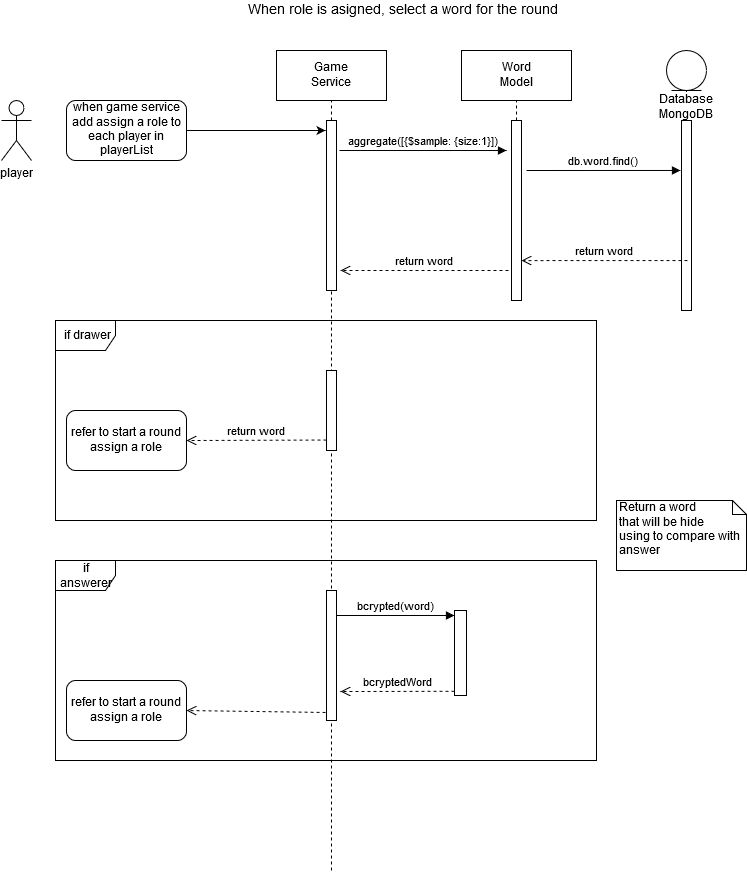 When role is asigned, select a word for the round
Game
Service
Word
Model
Database
MongoDB
player
when game service
add assign a role to
each player in
playerList
aggregate([{$sample: {size:1}])
db.word.find()
return word
return word
if drawer
refer to start a round
assign a role
return word
Return a word
that will be hide
using to compare with
answer
if
answerer
bcrypted(word)
bcryptedWord
refer to start a round
assign a role